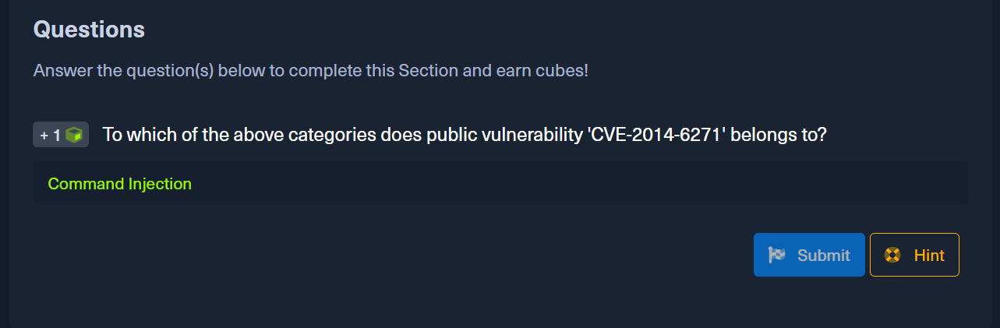 Questions
Answer the question(s) below to complete this Section and earn cubes!
+ 1 To which of the above categories does public vulnerability 'CVE-2014-6271' belongs to?
Command Injection
Submit Hint